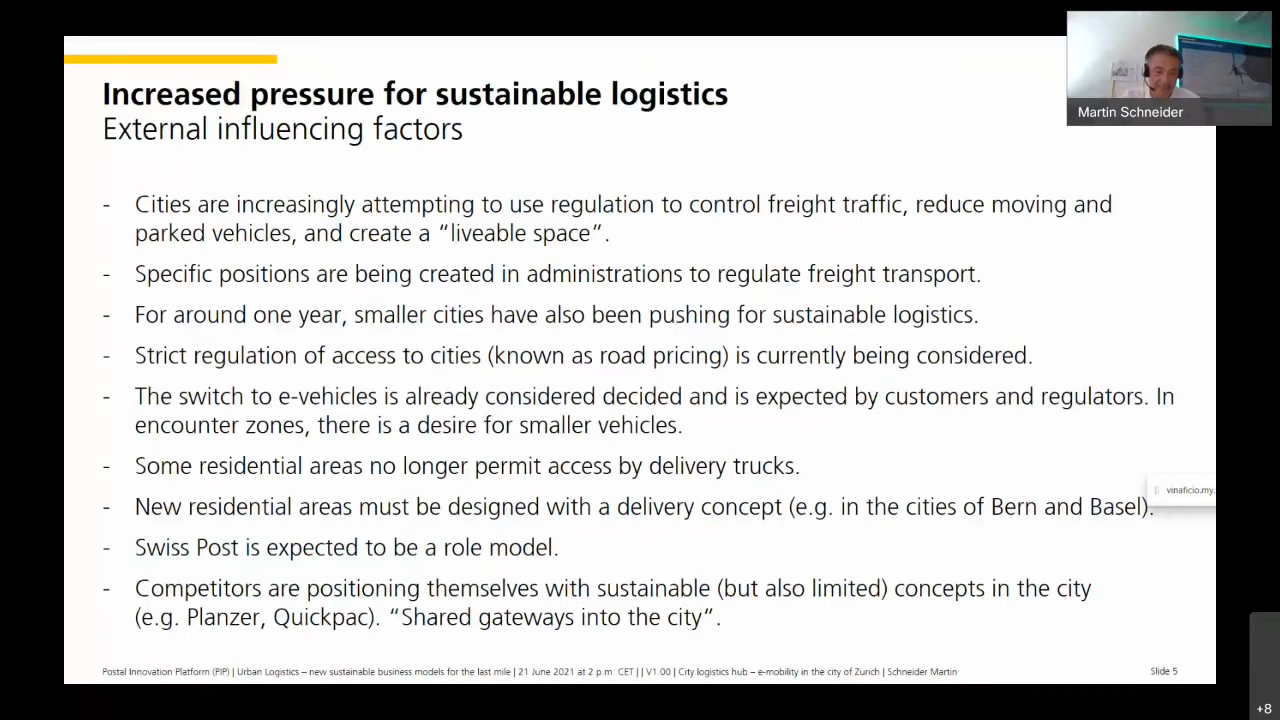 Increased pressure for sustainable logistics
External influencing factors
Martin Schneider
- Cities are increasingly attempting to use regulation to control freight traffic, reduce moving and
parked vehicles, and create a “liveable space”.
- Specific positions are being created in administrations to regulate freight transport.
- For around one year, smaller cities have also been pushing for sustainable logistics.
- Strict regulation of access to cities (known as road pricing) is currently being considered.
- The switch to e-vehicles is already considered decided and is expected by customers and regulators. In
encounter zones, there is a desire for smaller vehicles.
- Some residential areas no longer permit access by delivery trucks.
- New residential areas must be designed with a delivery concept (e.g. in the cities of Bern and Basel).
vinaficio.my.
- Swiss Post is expected to be a role model.
- Competitors are positioning themselves with sustainable (but also limited) concepts in the city
(e.g. Planzer, Quickpac). “Shared gateways into the city”.
Postal Innovation Platform (PIP) | Urban Logistics – new sustainable business models for the last mile | 21 June 2021 at 2 p.m. CET | | V1.00 | City logistics hub – e-mobility in the city of Zurich | Schneider Martin
Slide 5
+8